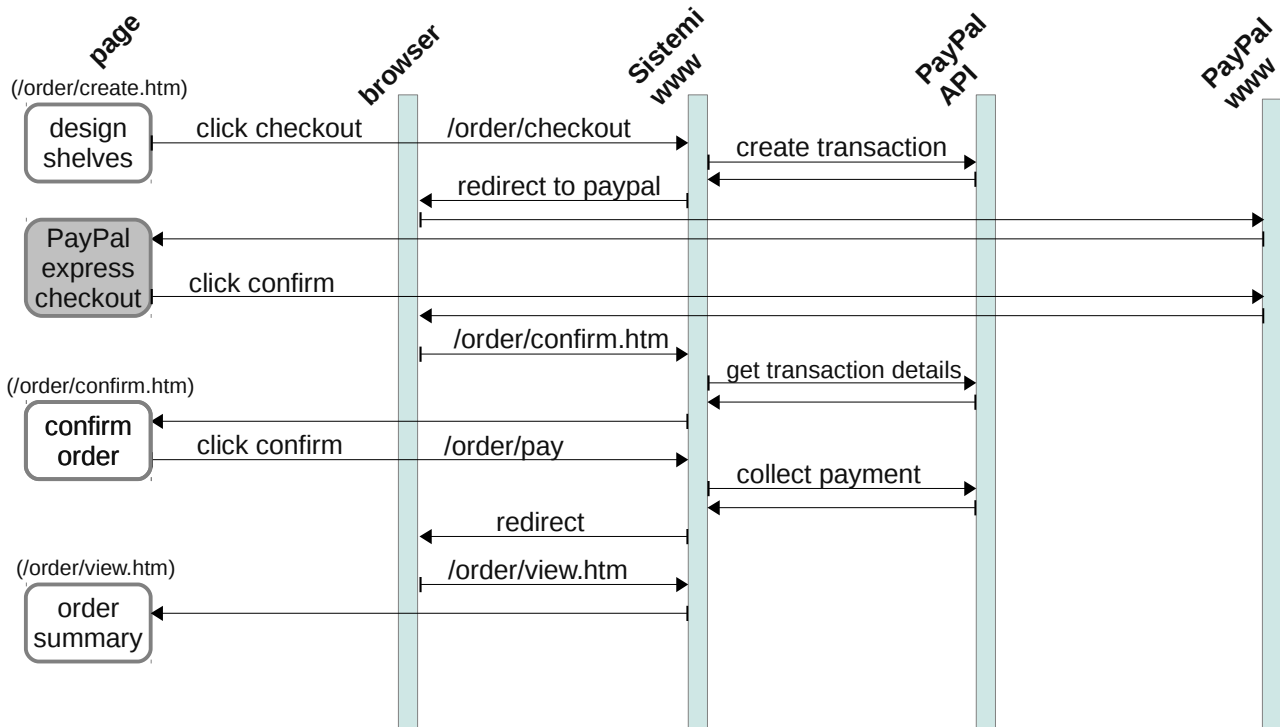 page
browser
Sistemi
www
PayPal
API
PayPal
www
(/order/create.htm)
design
shelves
click checkout
/order/checkout
create transaction
redirect to paypal
PayPal
express
checkout
click confirm
/order/confirm.htm
get transaction details
(/order/confirm.htm)
confirm
order
click confirm
/order/pay
collect payment
redirect
(/order/view.htm)
/order/view.htm
order
summary